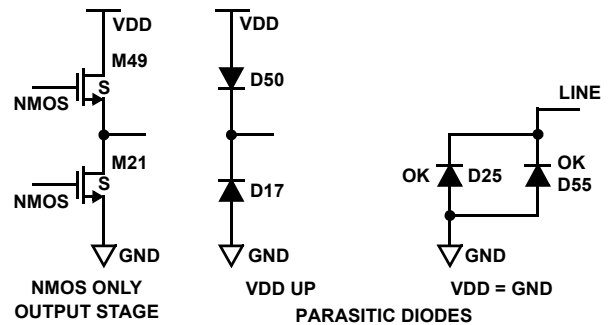 VDD
M49
S
NMOS
M21
S
NMOS
GND
NMOS ONLY
OUTPUT STAGE
VDD
D50
D17
GND
VDD UP
LINE
OK D25
OK
D55
GND
VDD = GND
PARASITIC DIODES